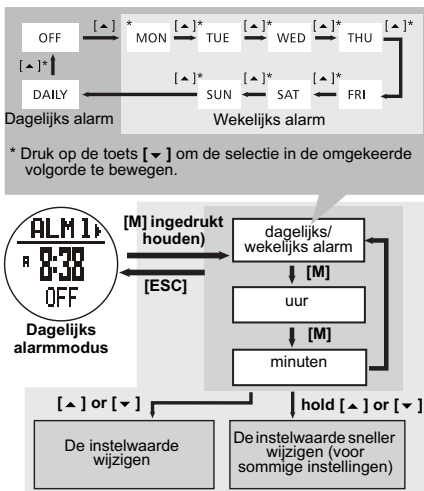 [▲] *[▲]* [▲]* [▲]* [▲]*
OFF MON TUE WED THU
[▲]*
[▲]* [▲]* [▲]*
DAILY SUN SAT FRI
Dagelijks alarm Wekelijks alarm
* Druk op de toets [▼] om de selectie in de omgekeerde
volgorde te bewegen.
ALM 1
A 8:38
OFF
Dagelijks
alarmmodus
[M] ingedrukt
houden)
[ESC]
dagelijks/
wekelijks alarm
[M]
uur
[M]
minuten
[▲] or [▼]
hold [▲] or [▼]
De instelwaarde
wijzigen
De instelwaarde sneller
wijzigen (voor
sommige instellingen)